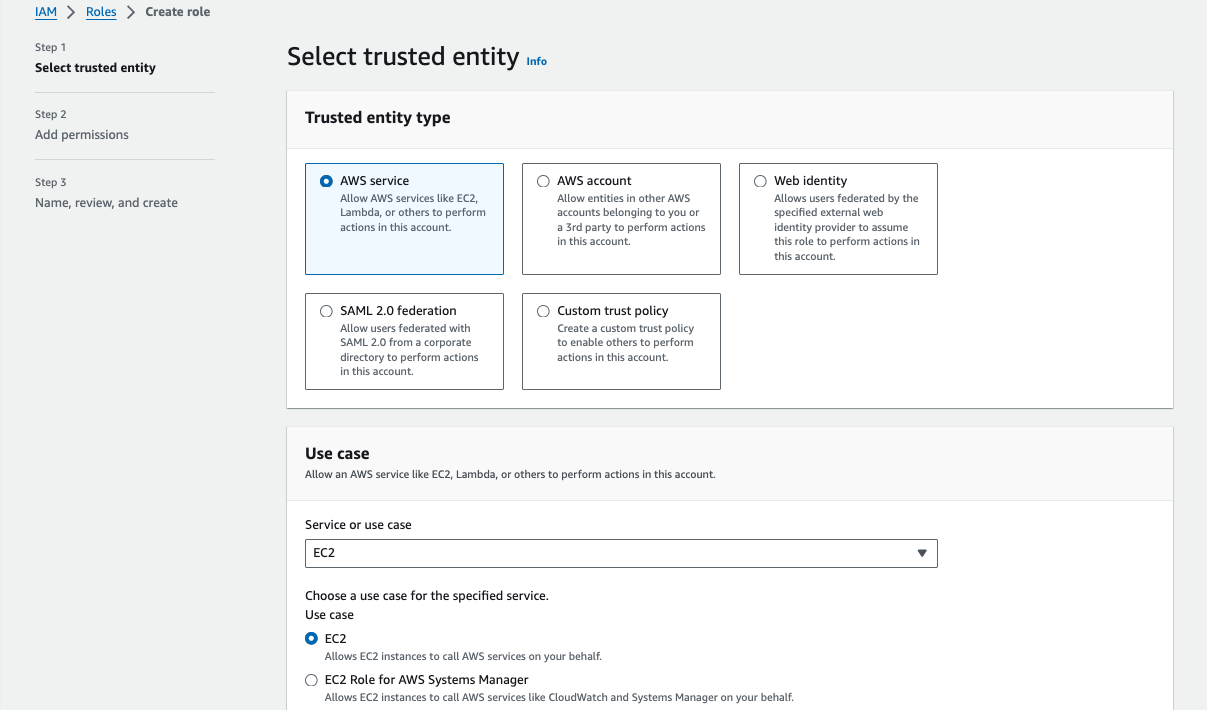 IAM > Roles > Create role
Step 1
Select trusted entity
Step 2
Add permissions
Step 3
Name, review, and create
Select trusted entity Info
Trusted entity type
AWS service
Allow AWS services like EC2,
Lambda, or others to perform
actions in this account.
AWS account
Allow entities in other AWS
accounts belonging to you or
a 3rd party to perform actions
in this account.
Web identity
Allows users federated by the
specified external web
identity provider to assume
this role to perform actions in
this account.
SAML 2.0 federation
Allow users federated with
SAML 2.0 from a corporate
directory to perform actions
in this account.
Custom trust policy
Create a custom trust policy
to enable others to perform
actions in this account.
Use case
Allow an AWS service like EC2, Lambda, or others to perform actions in this account.
Service or use case
EC2
Choose a use case for the specified service.
Use case
EC2
Allows EC2 instances to call AWS services on your behalf.
EC2 Role for AWS Systems Manager
Allows EC2 instances to call AWS services like CloudWatch and Systems Manager on your behalf.